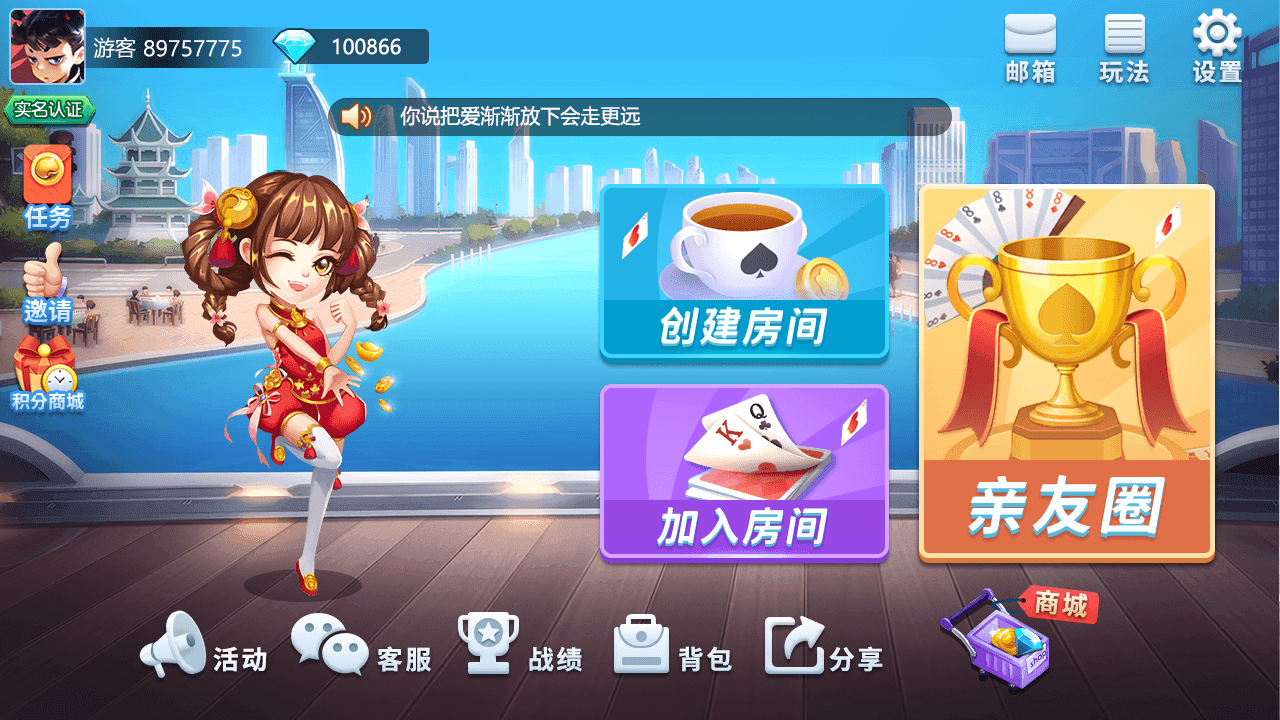 游客 89757775
100866
邮箱
玩法
设置
实名认证
你说把爱渐渐放下会走更远
任务
邀请
积分商城
创建房间
K
Q
加入房间
亲友圈
商城
shop
活动
客服
战绩
背包
分享